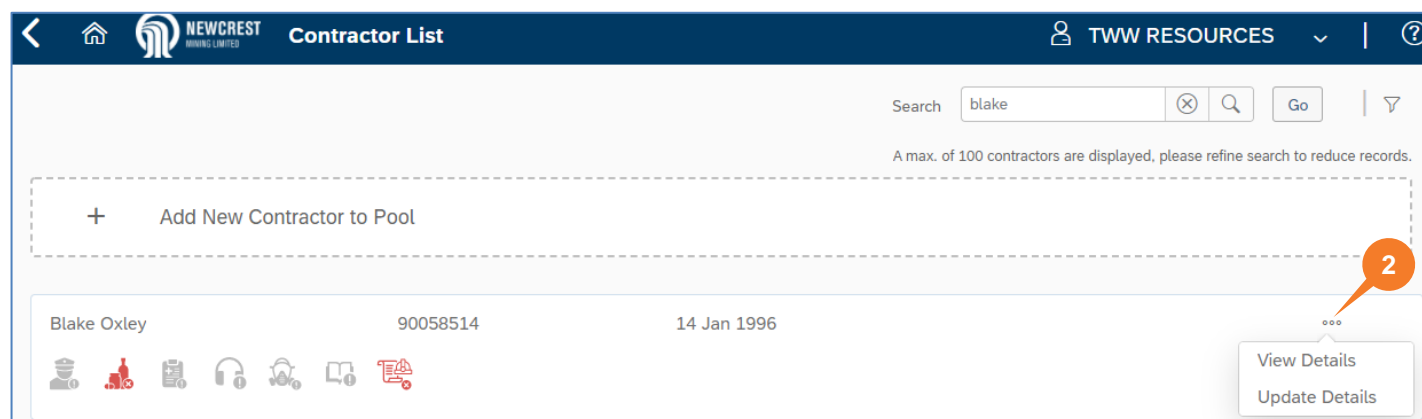 NEWCREST
MINING LIMITED
Contractor List
TWW RESOURCES
Search blake Go
A max. of 100 contractors are displayed, please refine search to reduce records.
+ Add New Contractor to Pool
2
Blake Oxley 90058514 14 Jan 1996
View Details
Update Details